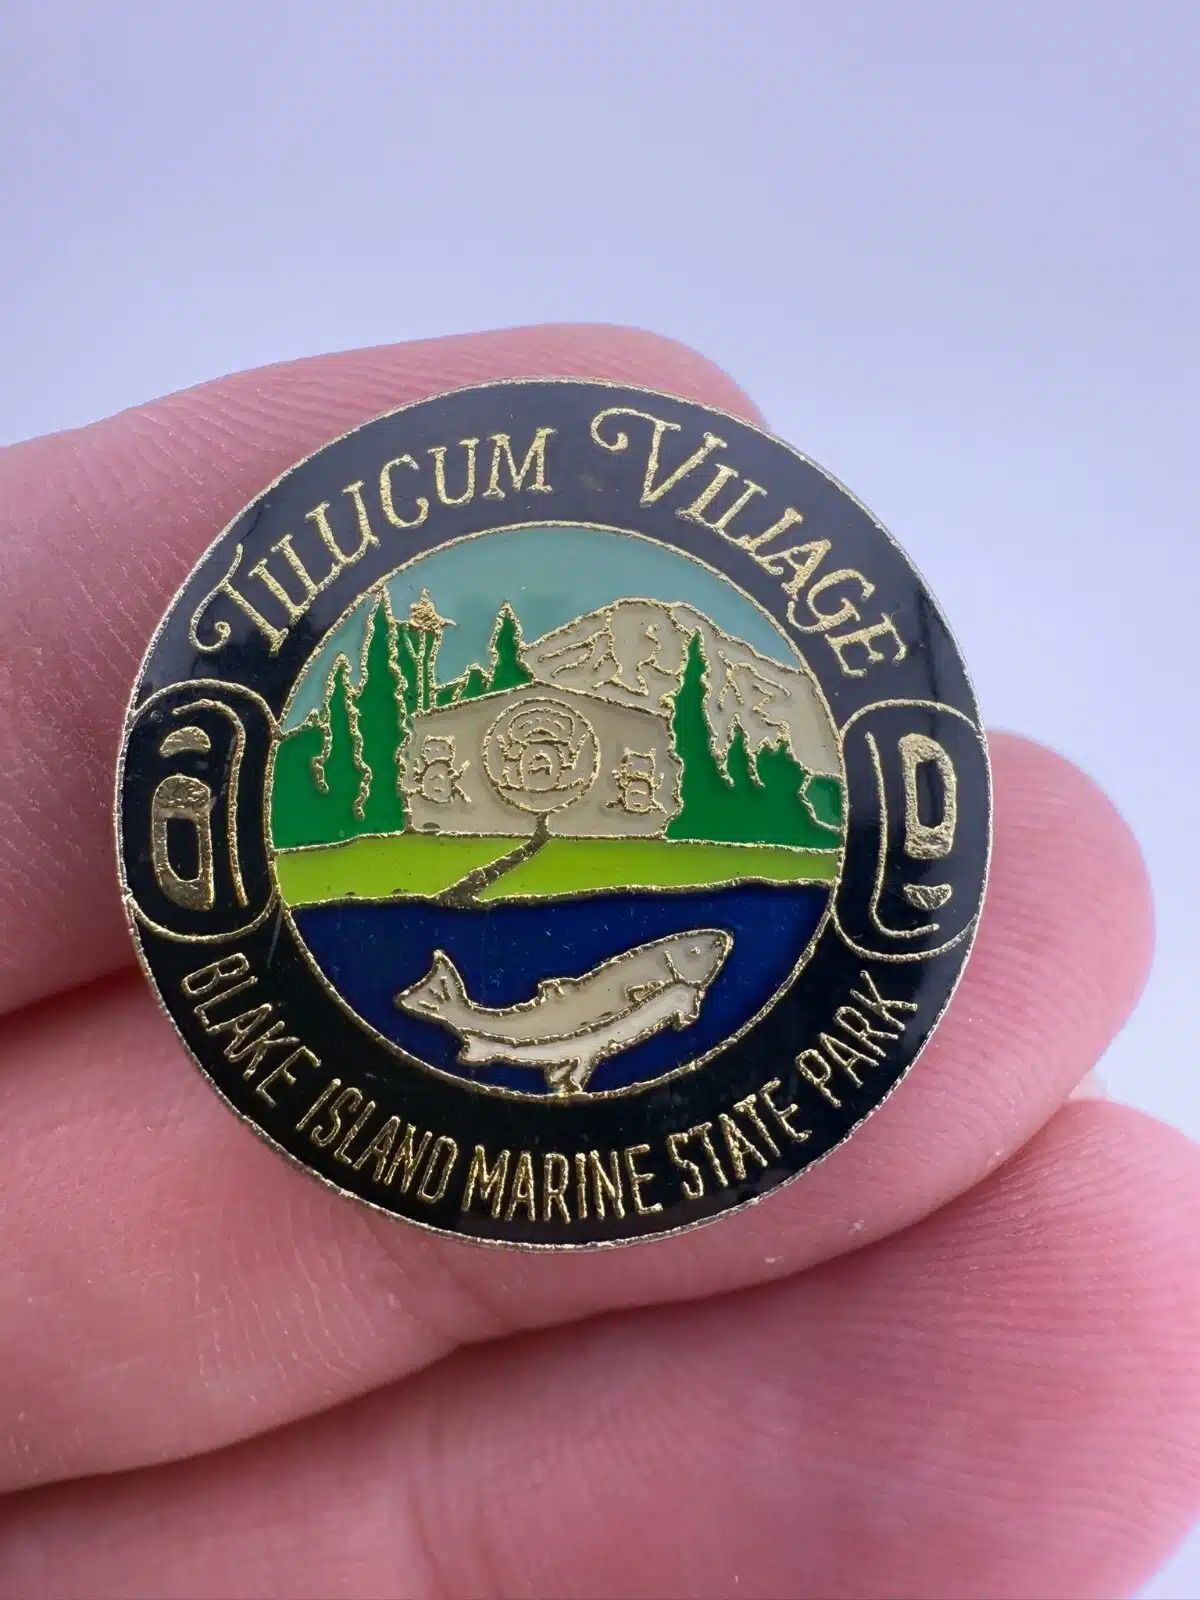 TILLICUM VILLAGE
BLAKE ISLAND MARINE STATE PARK